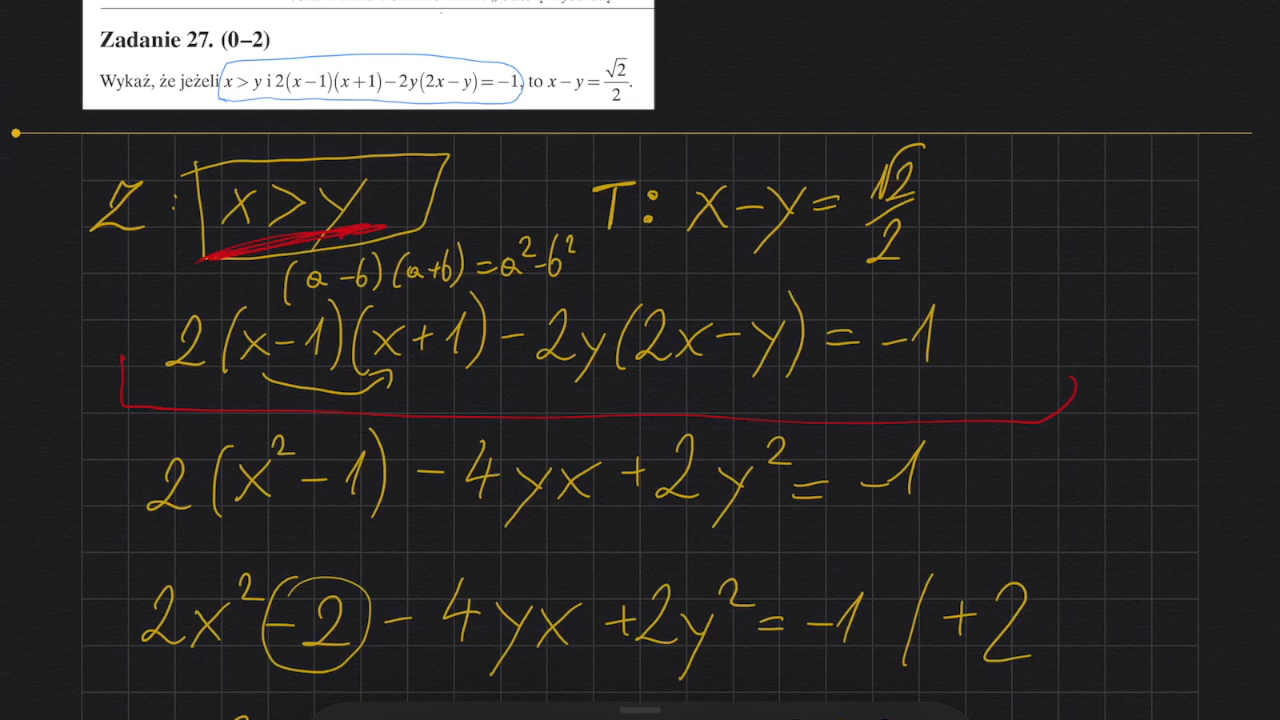 Zadanie 27. (0–2)
Wykaż, że jeżeli x > y i 2(x−1)(x+1)−2y(2x−y)=−1, to x−y=√2/2.
Z: x > y T: x−y= √2/2
(a−b)(a+b)=a²−b²
2(x−1)(x+1)−2y(2x−y)=−1
2(x²−1)−4yx+2y²=−1
2x²−2−4yx+2y²=−1 /+2